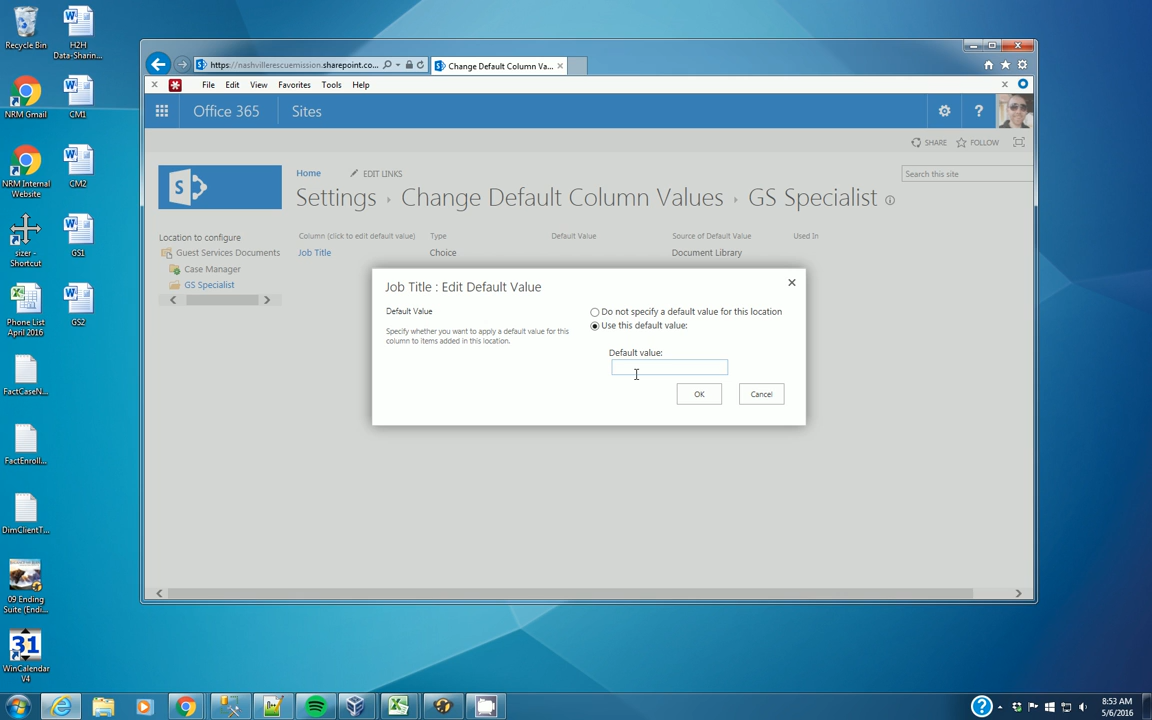 Recycle Bin
H2H
Data-Sharin...
NRM Gmail
CM1
NRM Internal
Website
CM2
sizer -
Shortcut
GS1
Phone List
April 2016
GS2
FactCaseN...
FactEnroll...
DimClientT...
09 Ending
Suite (Endi...
31
WinCalendar
V4
https://nashvillerescuemission.sharepoint.co...
Change Default Column Va...
File Edit View Favorites Tools Help
Office 365 Sites
SHARE FOLLOW
S
Home EDIT LINKS
Search this site
Settings Change Default Column Values GS Specialist
Location to configure
Guest Services Documents
Case Manager
GS Specialist
Column (click to edit default value) Type Default Value Source of Default Value Used In
Job Title Choice Document Library
Job Title : Edit Default Value
Default Value
Specify whether you want to apply a default value for this
column to items added in this location.
Do not specify a default value for this location
Use this default value:
Default value:
OK Cancel
8:53 AM
5/6/2016